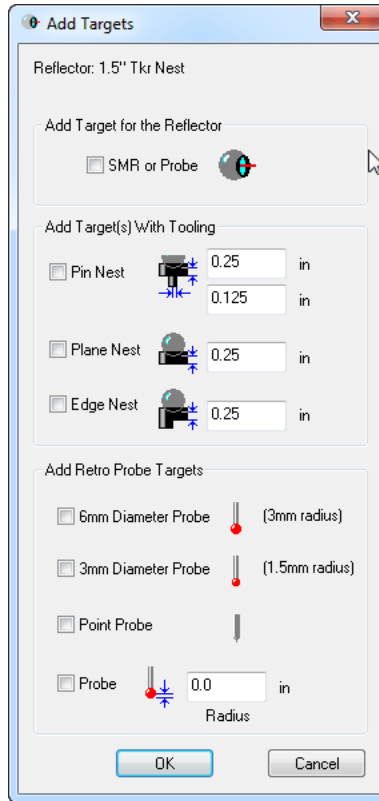 Add Targets
Reflector: 1.5" Tkr Nest
Add Target for the Reflector
SMR or Probe
Add Target(s) With Tooling
Pin Nest
0.25 in
0.125 in
Plane Nest 0.25 in
Edge Nest 0.25 in
Add Retro Probe Targets
6mm Diameter Probe (3mm radius)
3mm Diameter Probe (1.5mm radius)
Point Probe
Probe 0.0 in
Radius
OK Cancel